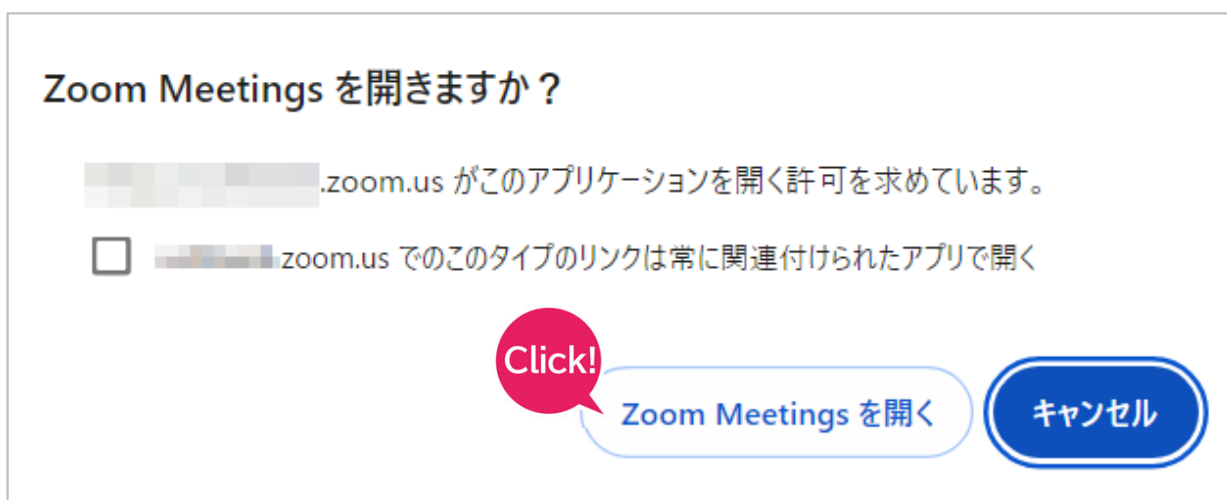 Zoom Meetings を開きますか？
.zoom.us がこのアプリケーションを開く許可を求めています。
zoom.us でのこのタイプのリンクは常に関連付けられたアプリで開く
Click!
Zoom Meetings を開く
キャンセル